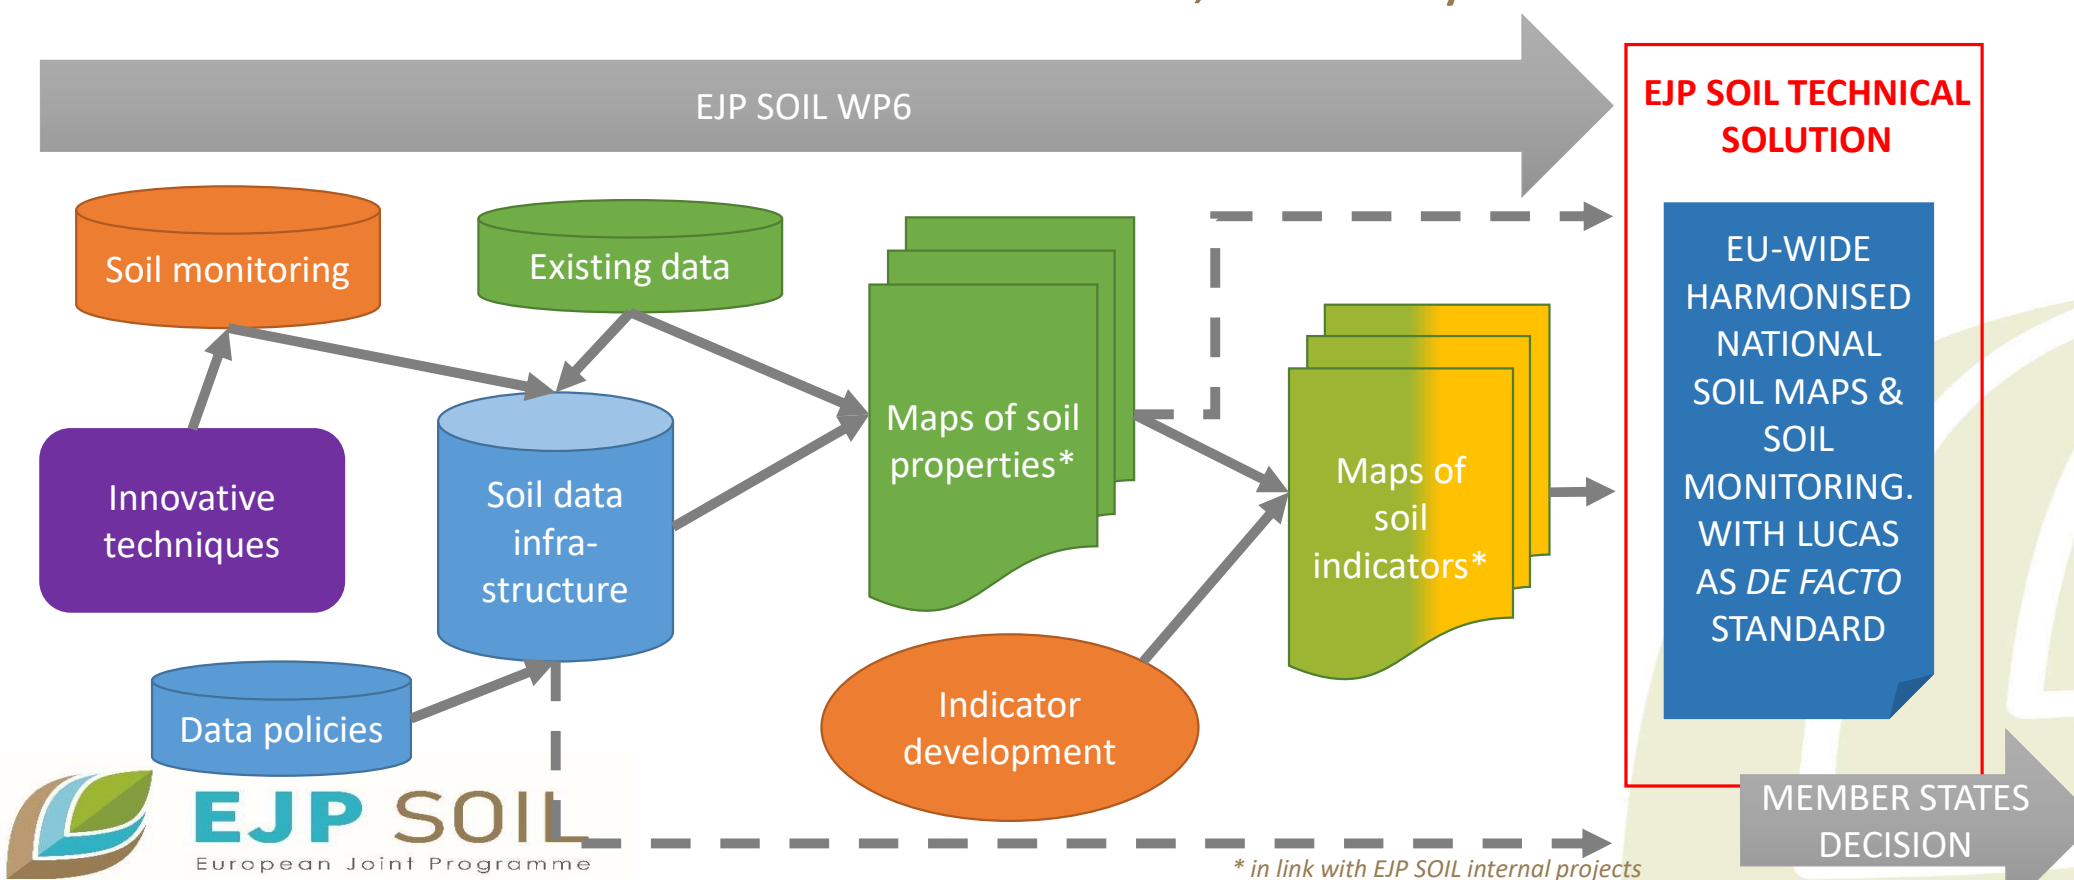 EJP SOIL WP6
EJP SOIL TECHNICAL
SOLUTION
Soil monitoring
Existing data
Innovative
techniques
Soil data
infra-
structure
Data policies
Maps of soil
properties*
Indicator
development
Maps of
soil
indicators*
EU-WIDE
HARMONISED
NATIONAL
SOIL MAPS &
SOIL
MONITORING.
WITH LUCAS
AS DE FACTO
STANDARD
MEMBER STATES
DECISION
EJP SOIL
European Joint Programme
* in link with EJP SOIL internal projects